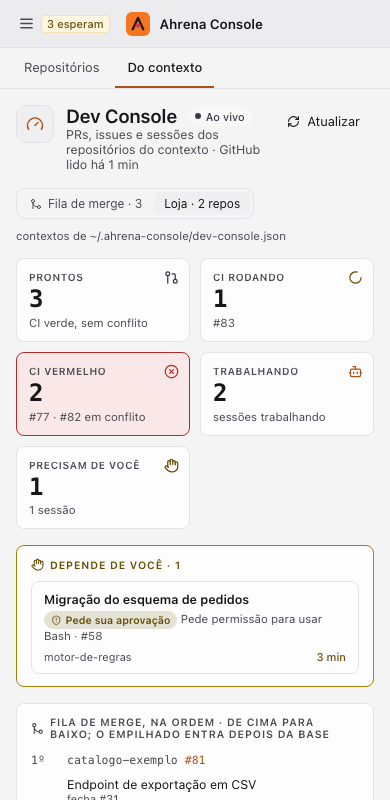 3 esperam
Ahrena Console
Repositórios
Do contexto
Dev Console
Ao vivo
PRs, issues e sessões dos
repositórios do contexto · GitHub
lido há 1 min
Atualizar
Fila de merge · 3
Loja · 2 repos
contextos de ~/.ahrena-console/dev-console.json
PRONTOS
3
CI verde, sem conflito
CI RODANDO
1
#83
CI VERMELHO
2
#77 · #82 em conflito
TRABALHANDO
2
sessões trabalhando
PRECISAM DE VOCÊ
1
1 sessão
DEPENDE DE VOCÊ · 1
Migração do esquema de pedidos
Pede sua aprovação Pede permissão para usar
Bash · #58
motor-de-regras
3 min
FILA DE MERGE, NA ORDEM · DE CIMA PARA
BAIXO; O EMPILHADO ENTRA DEPOIS DA BASE
1º catalogo-exemplo #81
Endpoint de exportação em CSV
fecha #31